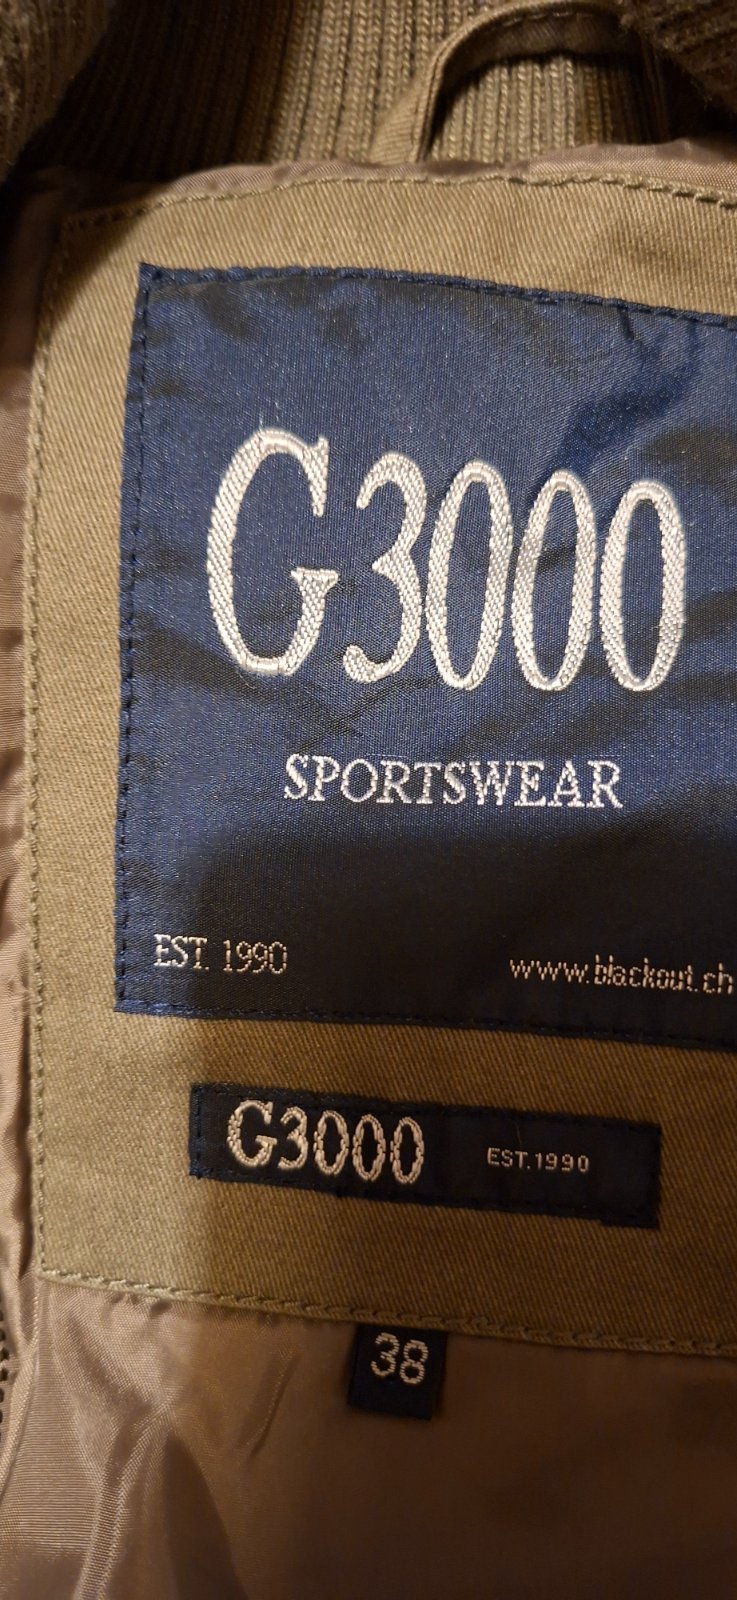 G3000
SPORTSWEAR
EST. 1990 www.blackout.ch
G3000 EST.1990
38